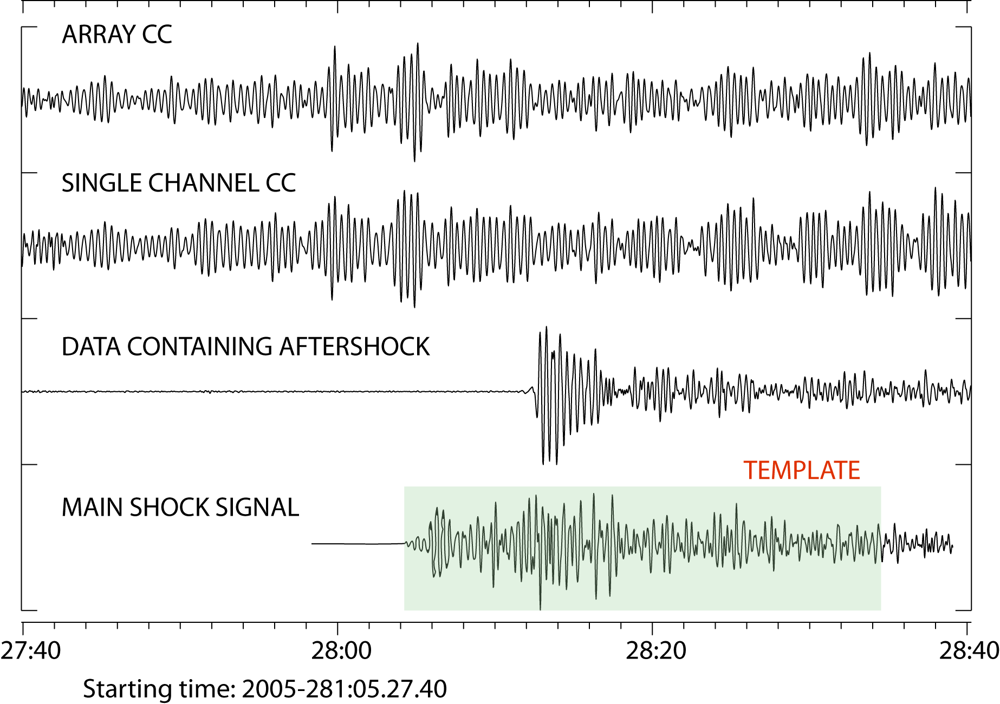 ARRAY CC
SINGLE CHANNEL CC
DATA CONTAINING AFTERSHOCK
TEMPLATE
MAIN SHOCK SIGNAL
27:40 28:00 28:20 28:40
Starting time: 2005-281:05.27.40